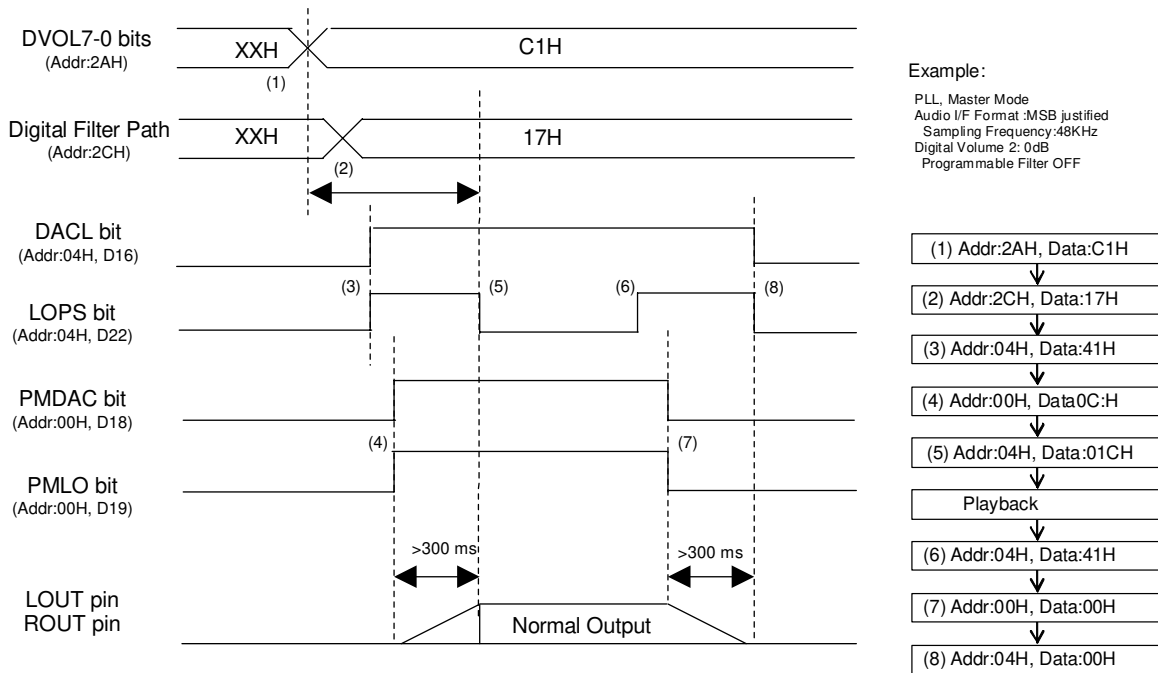 DVOL7-0 bits
(Addr:2AH)
XXH
C1H
(1)
Digital Filter Path
(Addr:2CH)
XXH
17H
(2)
DACL bit
(Addr:04H, D16)
(3)
(5)
(6)
(8)
LOPS bit
(Addr:04H, D22)
PMDAC bit
(Addr:00H, D18)
(4)
(7)
PMLO bit
(Addr:00H, D19)
>300 ms
>300 ms
LOUT pin
ROUT pin
Normal Output
Example:
PLL, Master Mode
Audio I/F Format :MSB justified
Sampling Frequency:48KHz
Digital Volume 2: 0dB
Programmable Filter OFF
(1) Addr:2AH, Data:C1H
(2) Addr:2CH, Data:17H
(3) Addr:04H, Data:41H
(4) Addr:00H, Data0C:H
(5) Addr:04H, Data:01CH
Playback
(6) Addr:04H, Data:41H
(7) Addr:00H, Data:00H
(8) Addr:04H, Data:00H